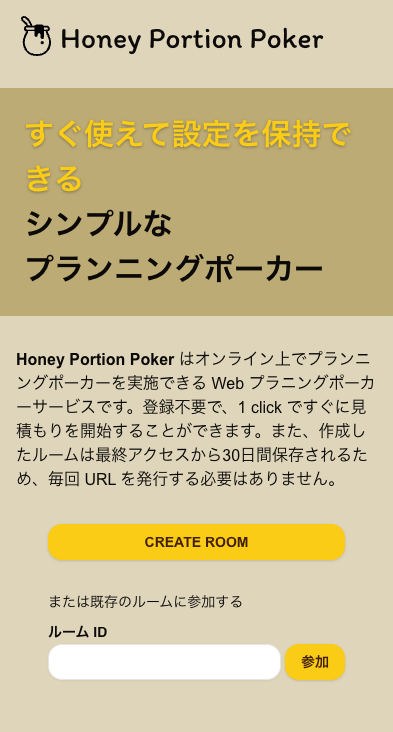 Honey Portion Poker
すぐ使えて設定を保持で
きる
シンプルな
プランニングポーカー
Honey Portion Poker はオンライン上でプランニ
ングポーカーを実施できる Web プラニングポーカ
ーサービスです。登録不要で、1 click ですぐに見
積もりを開始することができます。また、作成し
たルームは最終アクセスから30日間保存されるた
め、毎回 URL を発行する必要はありません。
CREATE ROOM
または既存のルームに参加する
ルーム ID
参加